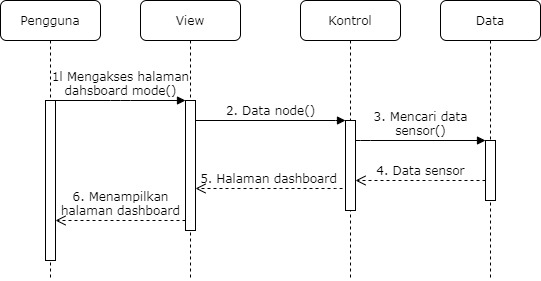 Pengguna
View
Kontrol
Data
1l Mengakses halaman
dahsboard mode()
2. Data node()
3. Mencari data
sensor()
4. Data sensor
5. Halaman dashboard
6. Menampilkan
halaman dashboard